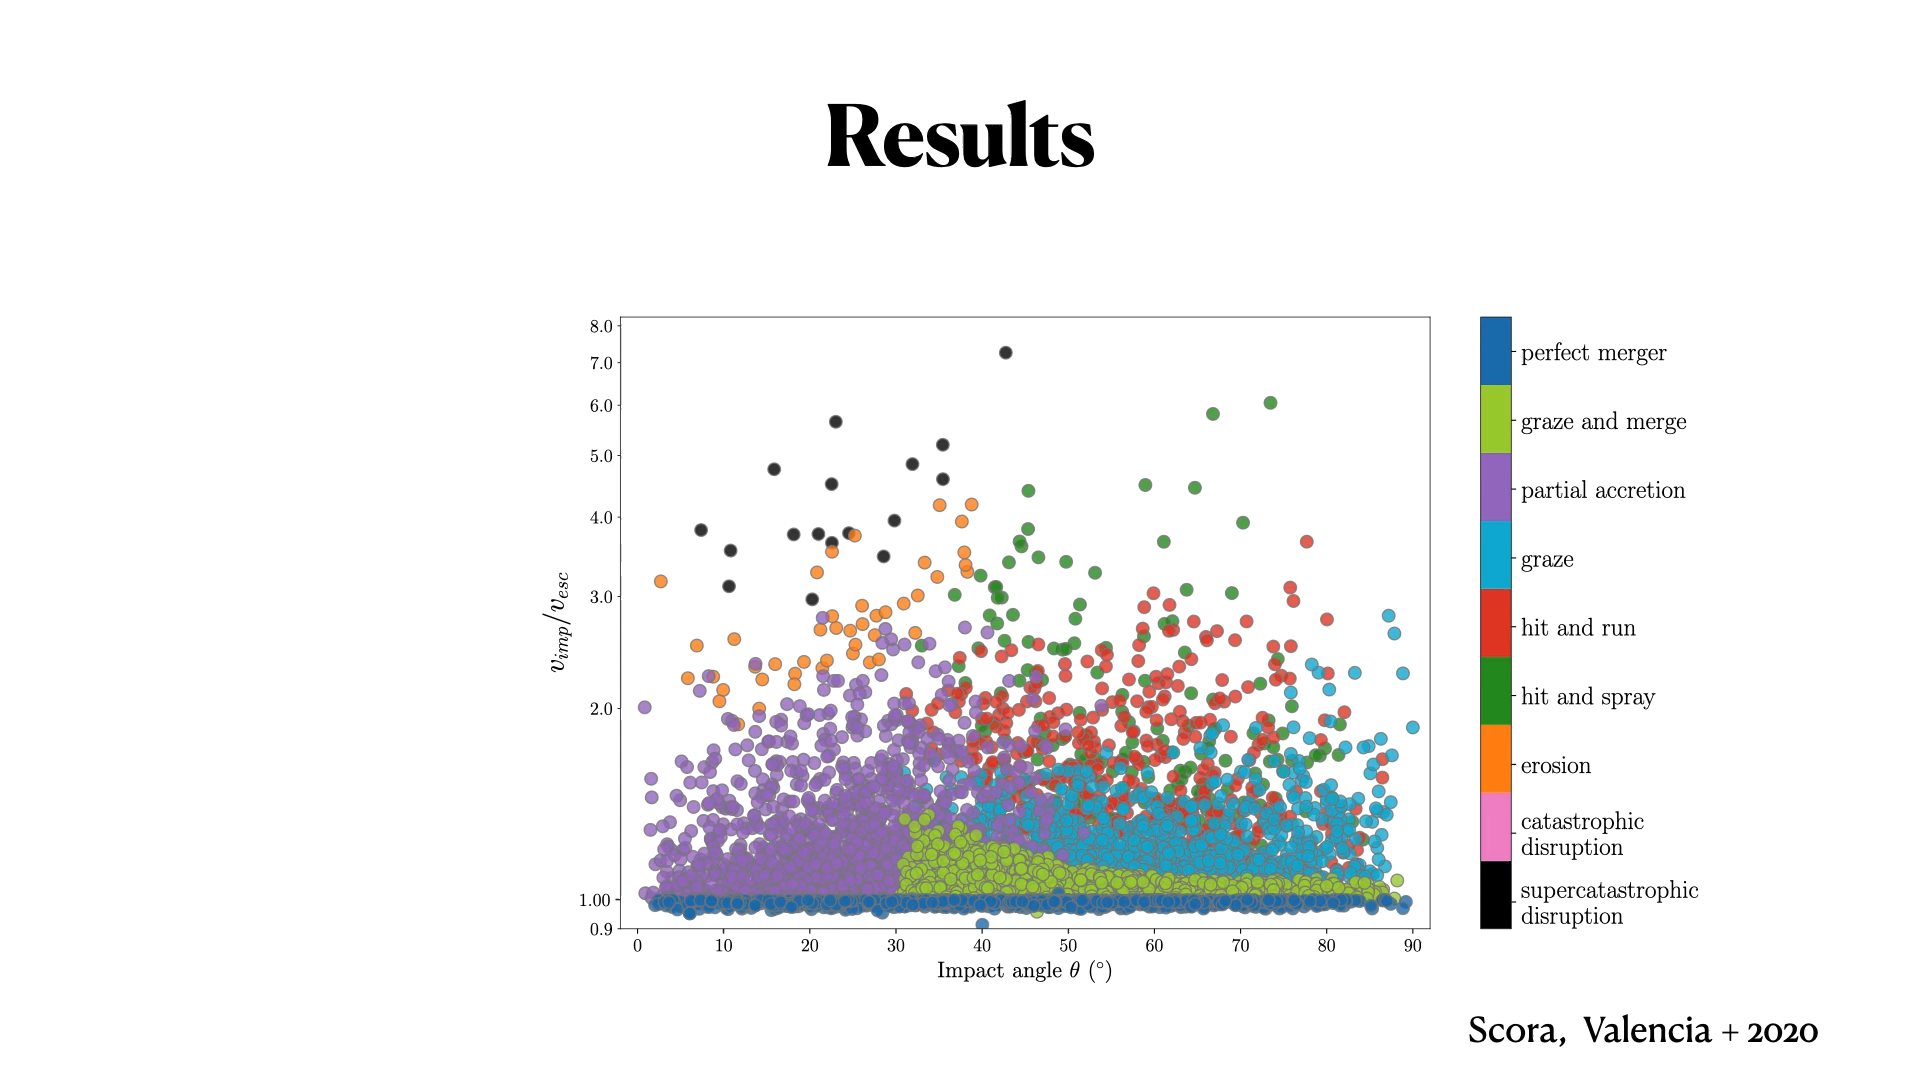 Results
8.0
7.0
6.0
5.0
4.0
3.0
2.0
1.00
0.9
v_imp/v_esc
0 10 20 30 40 50 60 70 80 90
Impact angle θ (°)
perfect merger
graze and merge
partial accretion
graze
hit and run
hit and spray
erosion
catastrophic
disruption
supercatastrophic
disruption
Scora, Valencia + 2020